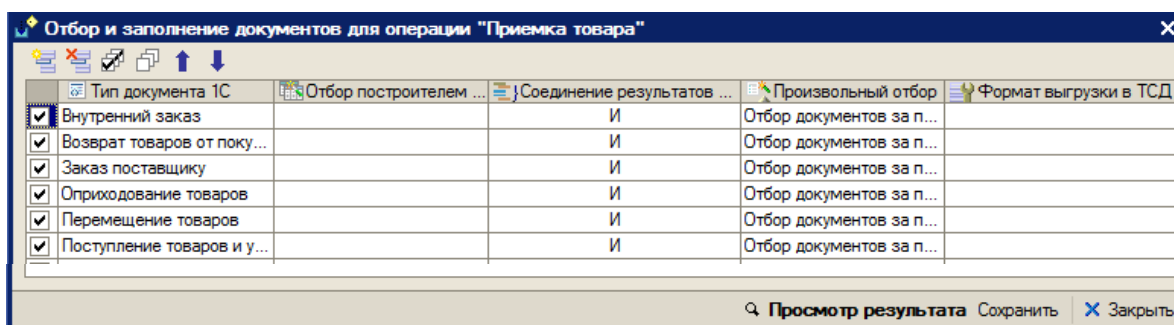 Отбор и заполнение документов для операции "Приемка товара"
Тип документа 1С Отбор построителем ... Соединение результатов ... Произвольный отбор Формат выгрузки в ТСД
Внутренний заказ И Отбор документов за п...
Возврат товаров от поку... И Отбор документов за п...
Заказ поставщику И Отбор документов за п...
Оприходование товаров И Отбор документов за п...
Перемещение товаров И Отбор документов за п...
Поступление товаров и у... И Отбор документов за п...
Просмотр результата Сохранить Закрыть